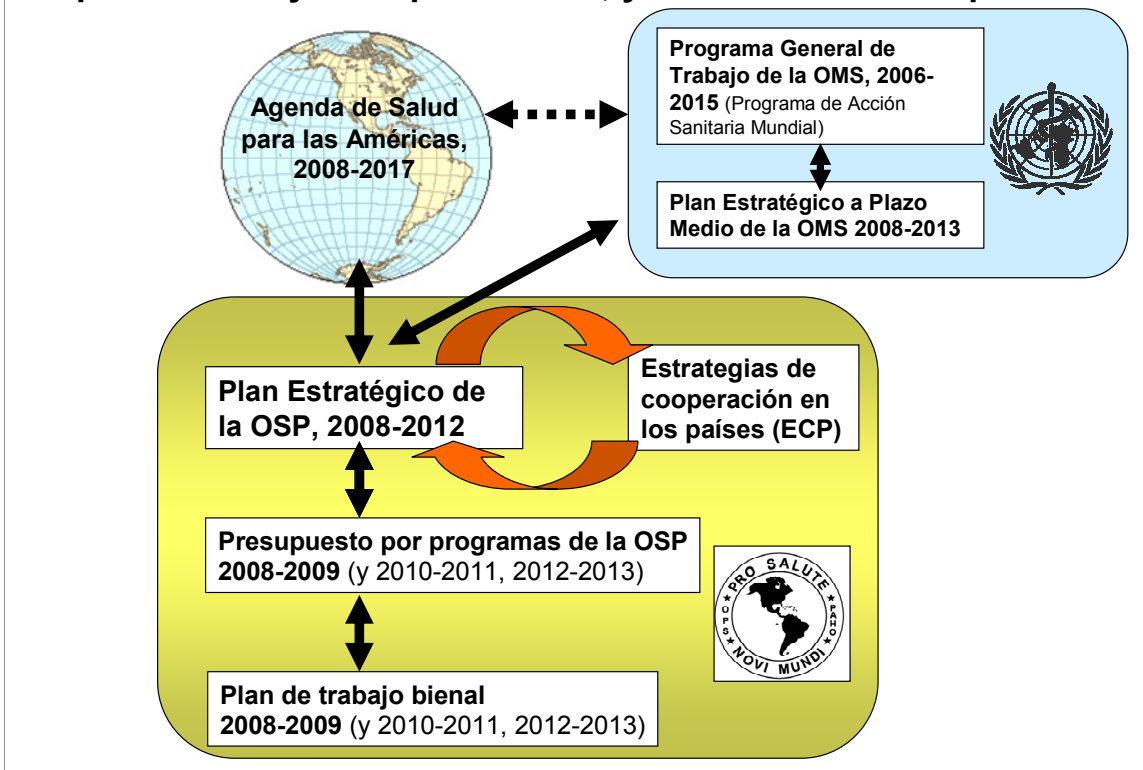 Agenda de Salud
para las Américas,
2008-2017
Programa General de
Trabajo de la OMS, 2006-
2015 (Programa de Acción
Sanitaria Mundial)
Plan Estratégico a Plazo
Medio de la OMS 2008-2013
Plan Estratégico de
la OSP, 2008-2012
Estrategias de
cooperación en
los países (ECP)
Presupuesto por programas de la OSP
2008-2009 (y 2010-2011, 2012-2013)
PRO SALUTE
OPS
PAHO
NOVI MUNDI
Plan de trabajo bienal
2008-2009 (y 2010-2011, 2012-2013)